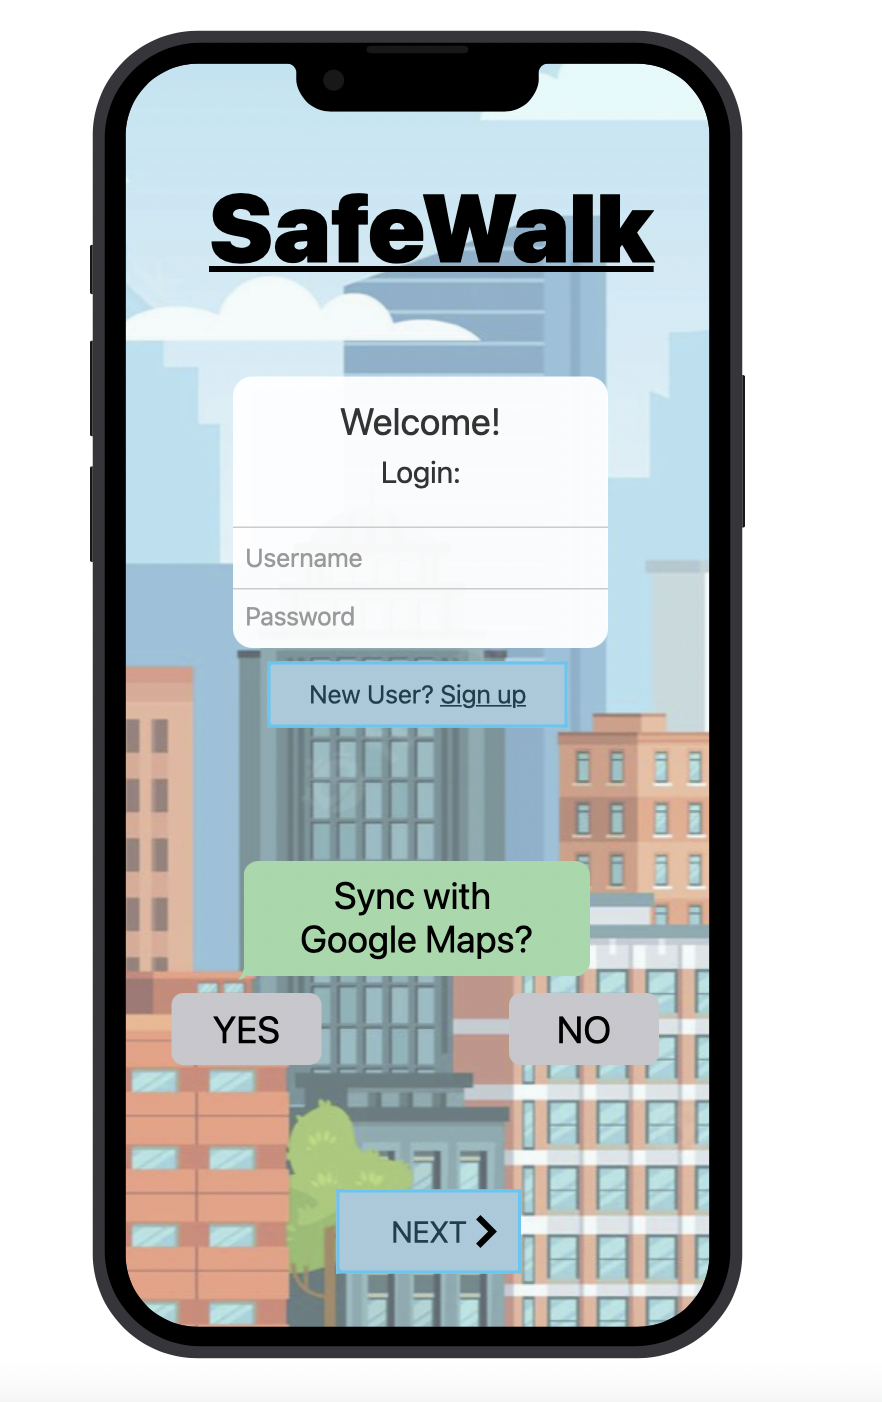 SafeWalk
Welcome!
Login:
Username
Password
New User? Sign up
Sync with
Google Maps?
YES
NO
NEXT